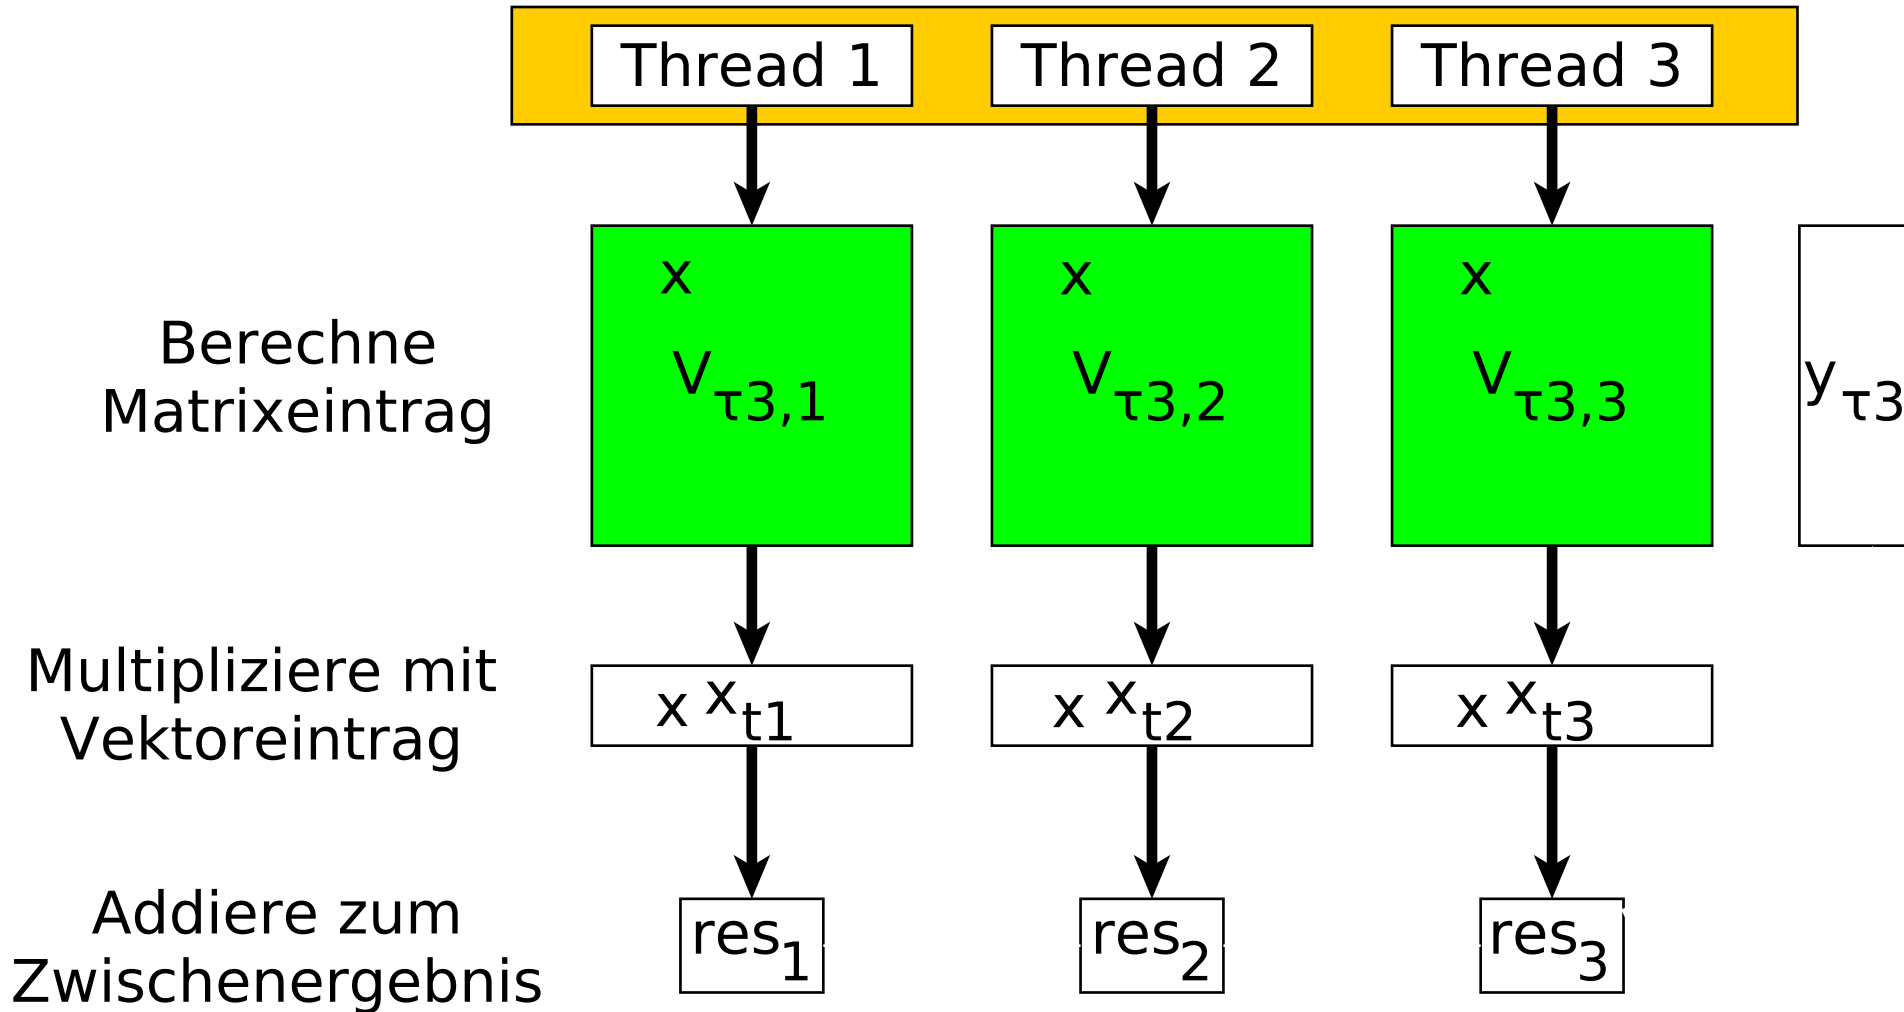 Thread 1 Thread 2 Thread 3
x x x
Berechne
Matrixeintrag
Vτ3,1 Vτ3,2 Vτ3,3 yτ3
Multipliziere mit
Vektoreintrag
x xt1 x xt2 x xt3
Addiere zum
Zwischenergebnis
res1 res2 res3